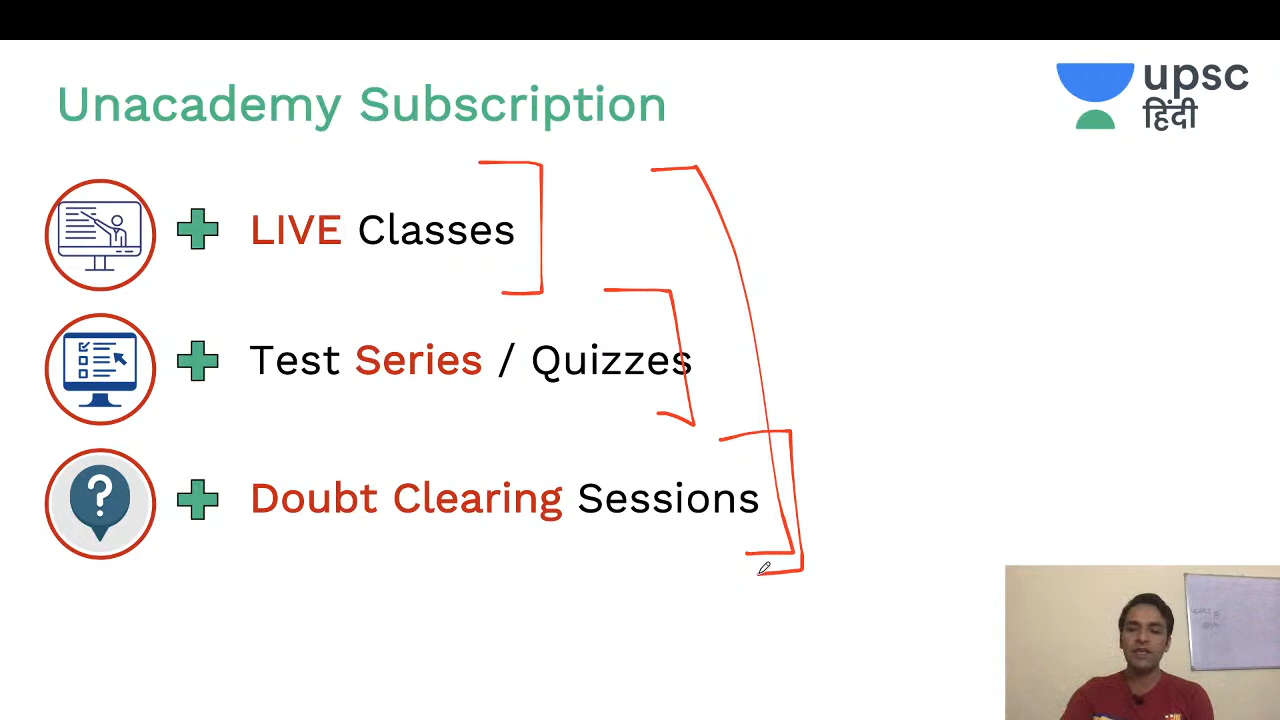 Unacademy Subscription
upsc
हिंदी
LIVE Classes
Test Series / Quizzes
Doubt Clearing Sessions